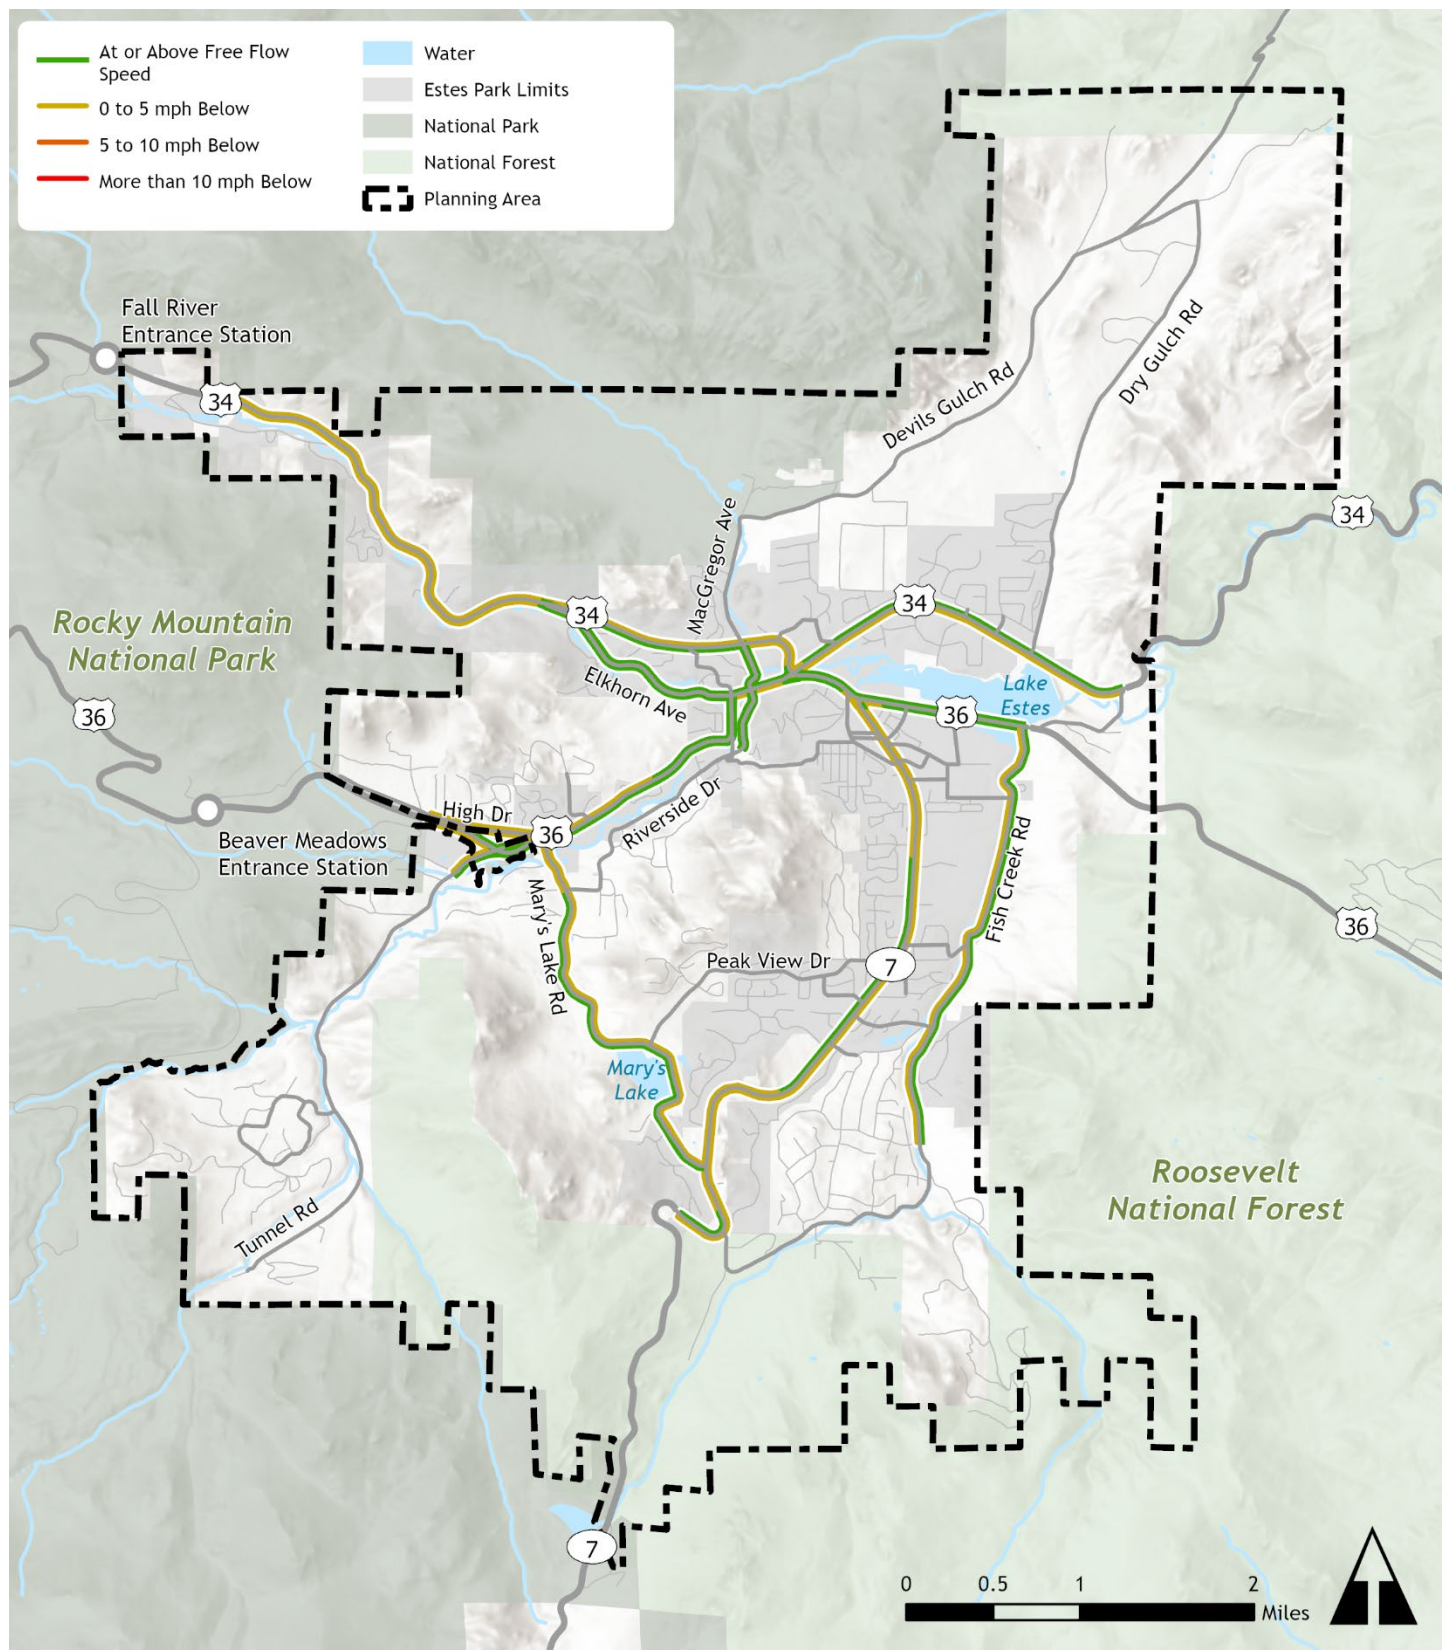 At or Above Free Flow
Speed
0 to 5 mph Below
5 to 10 mph Below
More than 10 mph Below
Water
Estes Park Limits
National Park
National Forest
Planning Area
Fall River
Entrance Station
34
Devils Gulch Rd
Dry Gulch Rd
34
MacGregor Ave
Rocky Mountain
National Park
34
34
36
Elkhorn Ave
Lake
Estes
36
High Dr
36
Riverside Dr
Beaver Meadows
Entrance Station
Mary's Lake Rd
Fish Creek Rd
36
Peak View Dr
7
Mary's
Lake
Roosevelt
National Forest
Tunnel Rd
7
0 0.5 1 2
Miles